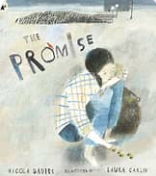 THE
PROMISE
NICOLA DAVIES
LAURA CARLIN